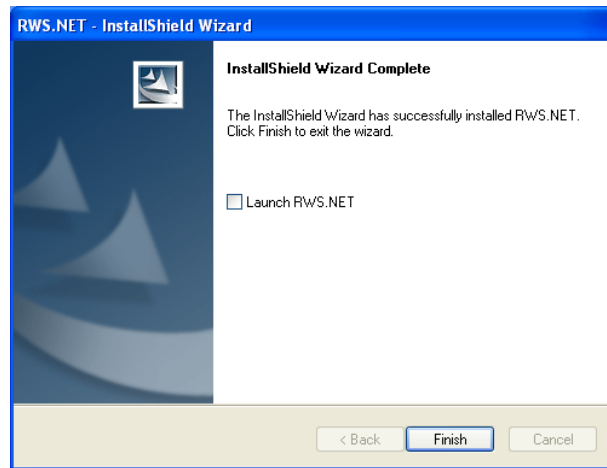 RWS.NET - InstallShield Wizard
InstallShield Wizard Complete
The InstallShield Wizard has successfully installed RWS.NET.
Click Finish to exit the wizard.
Launch RWS.NET
< Back Finish Cancel